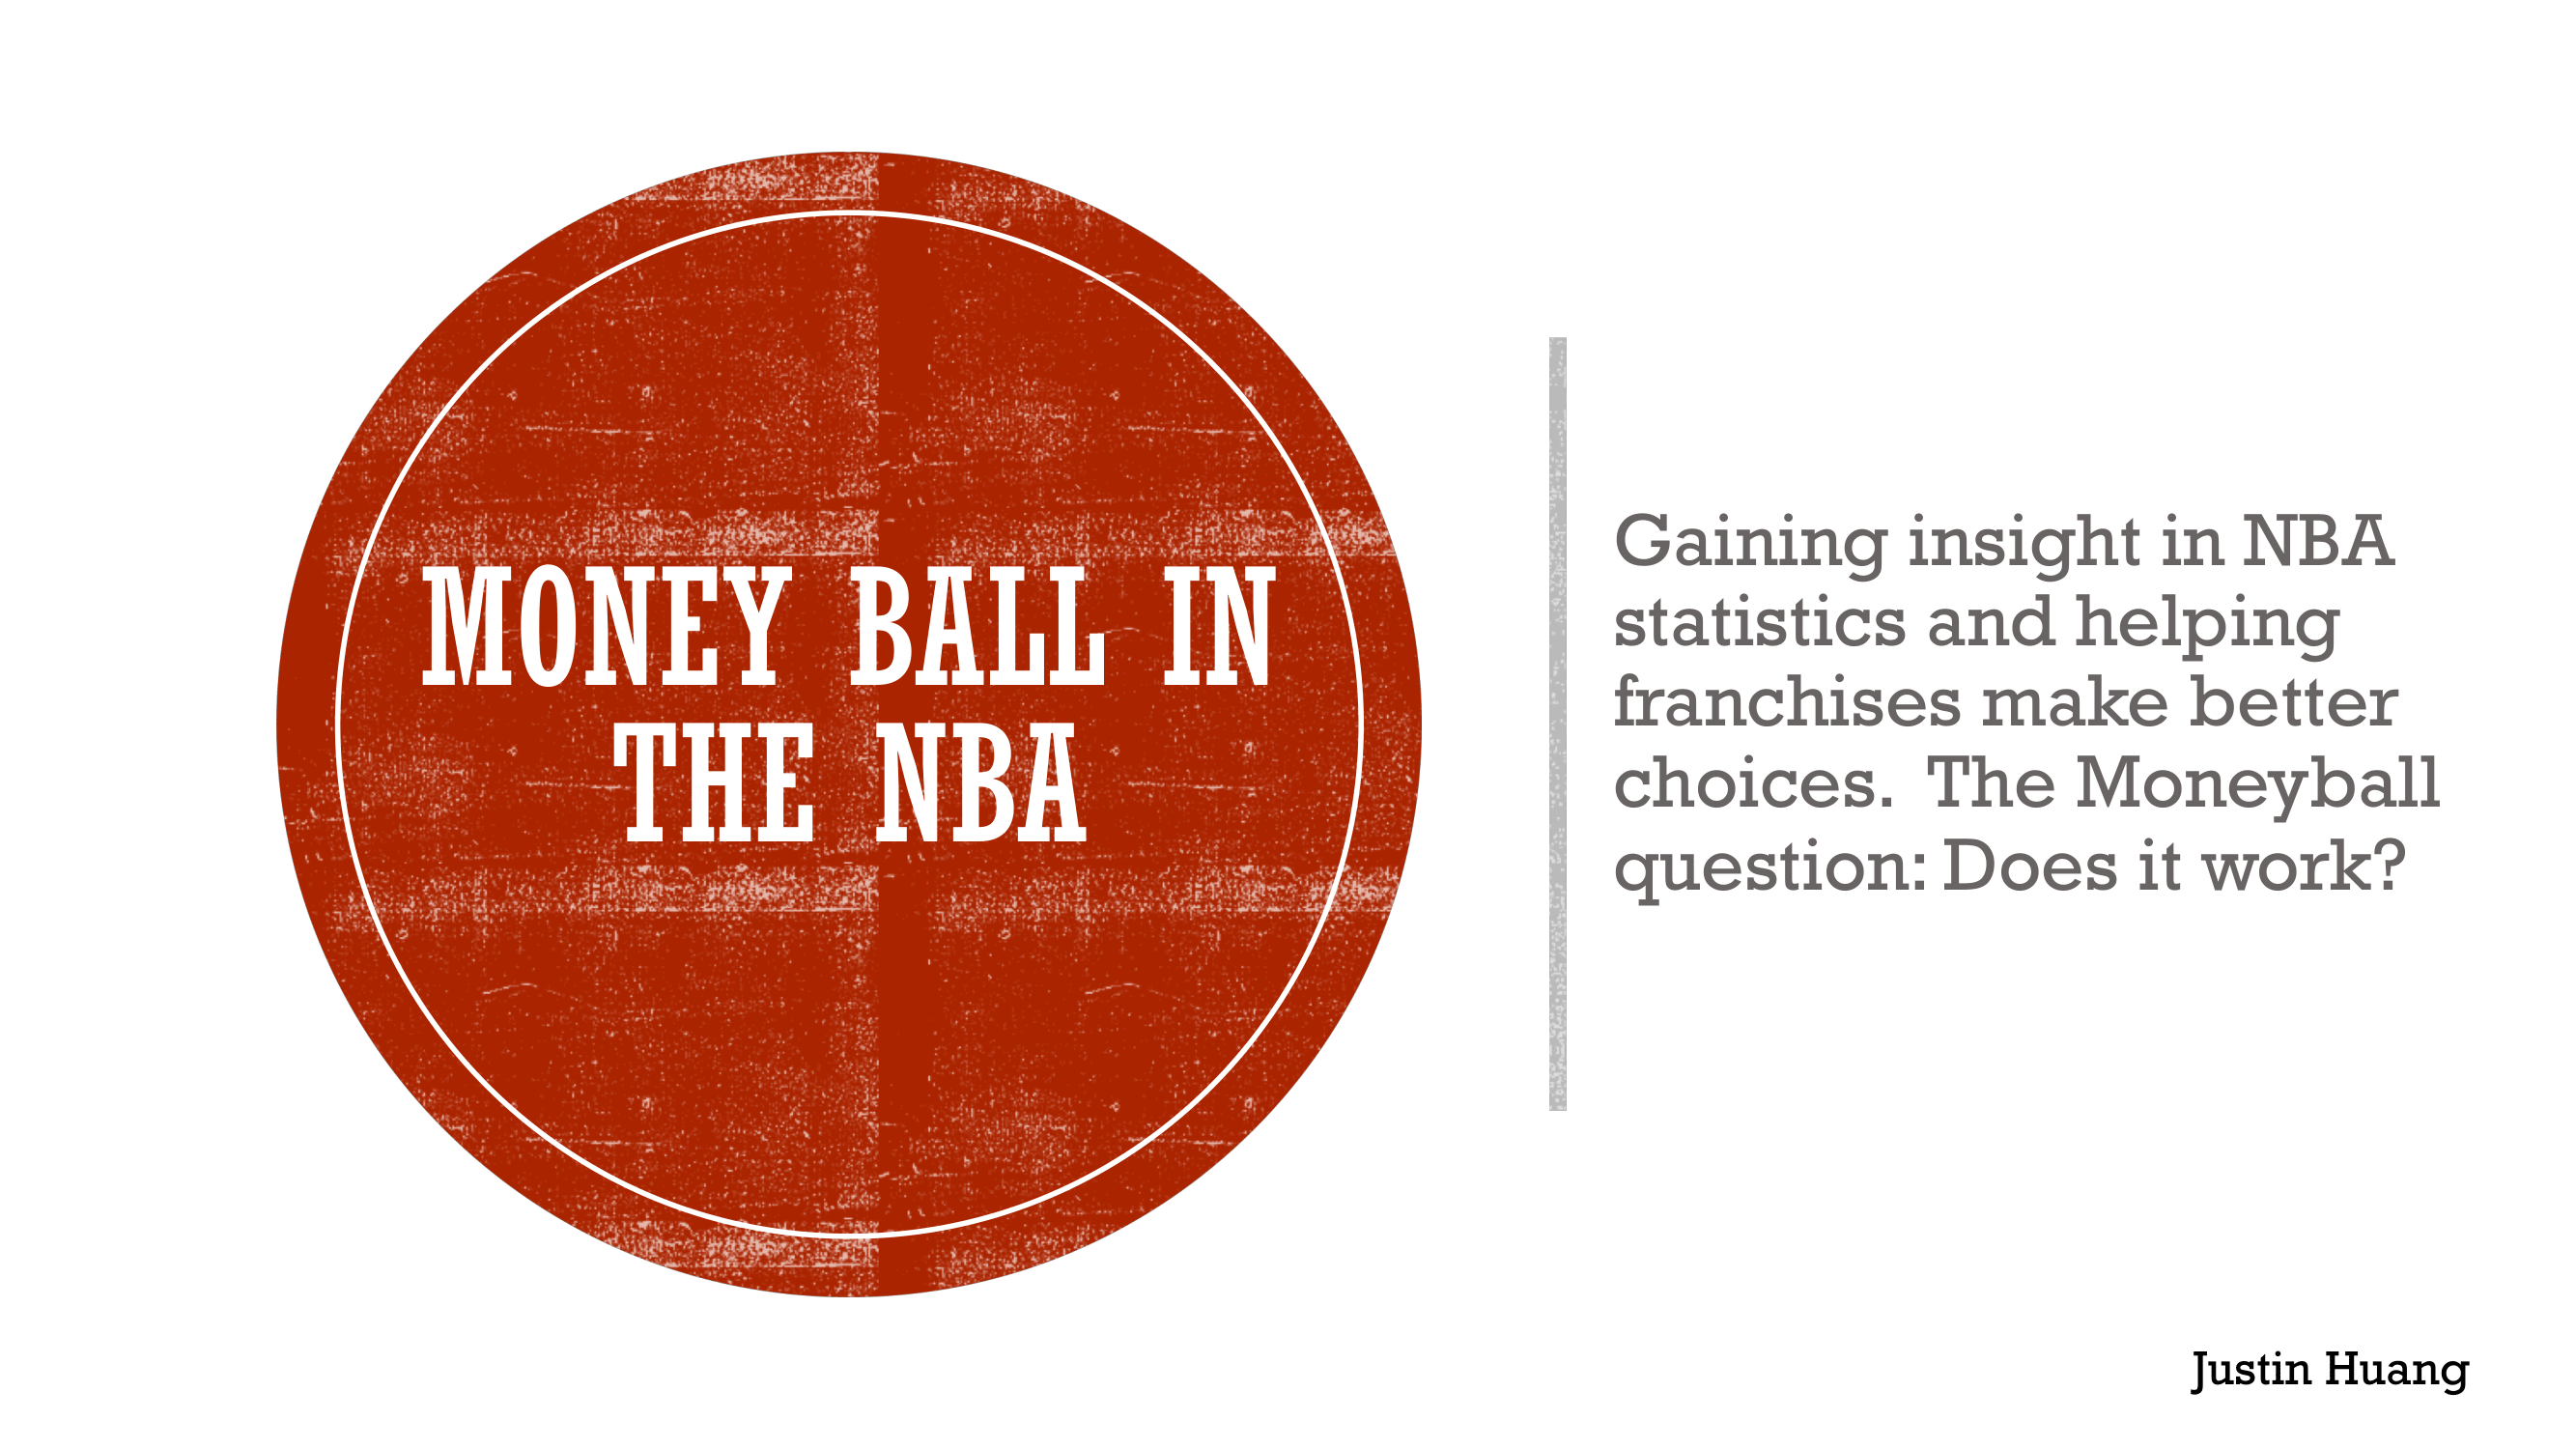 MONEY BALL IN
THE NBA
Gaining insight in NBA
statistics and helping
franchises make better
choices.  The Moneyball
question: Does it work?
Justin Huang